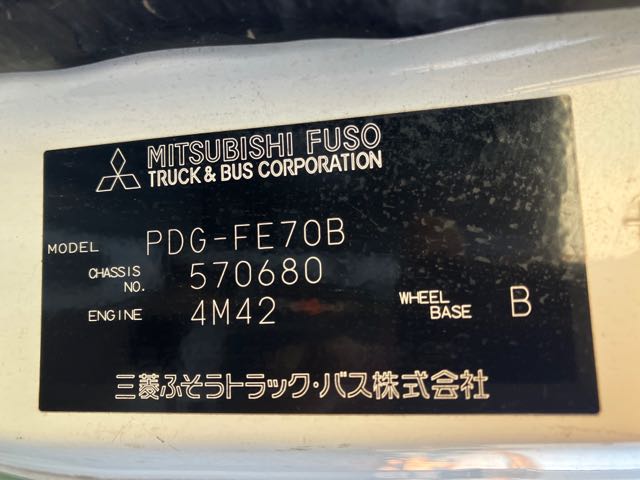 MITSUBISHI FUSO
TRUCK & BUS CORPORATION
MODEL PDG-FE70B
CHASSIS NO. 570680
ENGINE 4M42 WHEEL BASE B
三菱ふそうトラック・バス株式会社